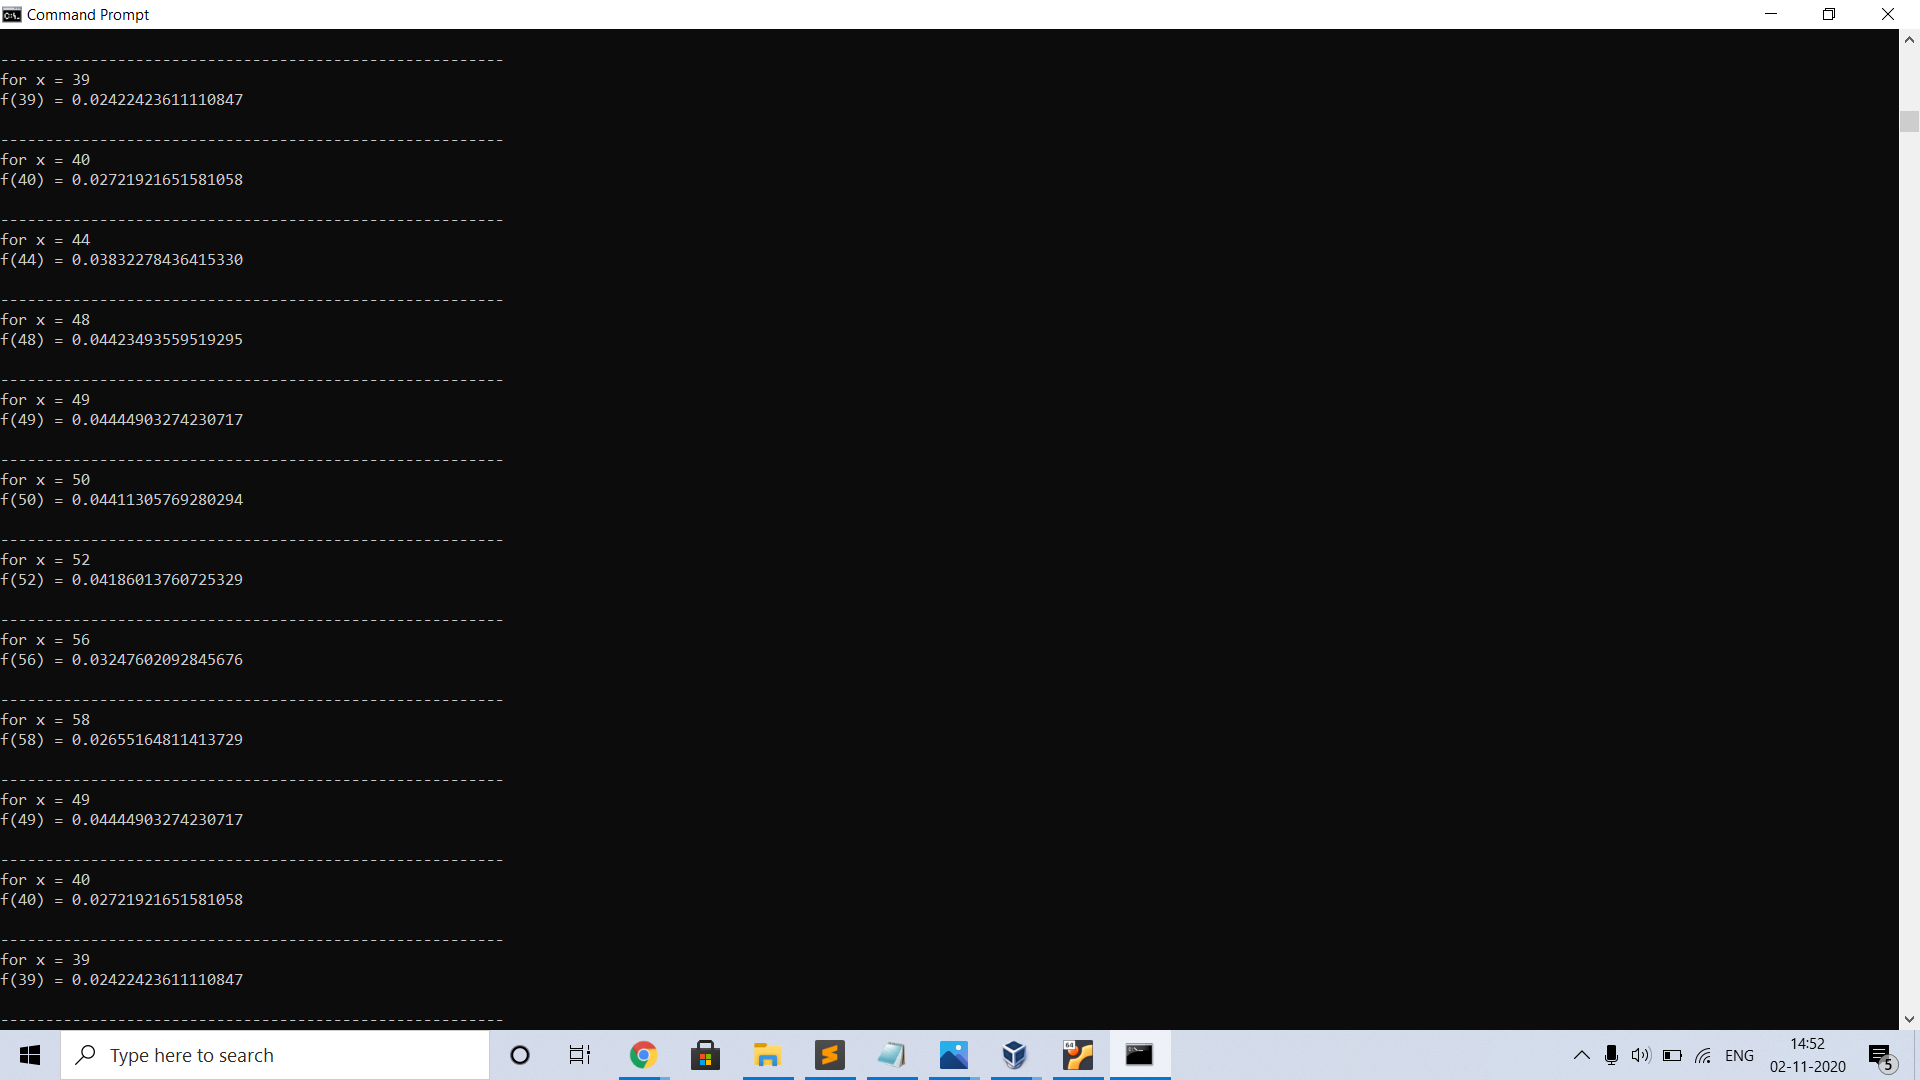 Command Prompt
--------------------------------------------------------
for x = 39
f(39) = 0.02422423611110847
--------------------------------------------------------
for x = 40
f(40) = 0.02721921651581058
--------------------------------------------------------
for x = 44
f(44) = 0.03832278436415330
--------------------------------------------------------
for x = 48
f(48) = 0.04423493559519295
--------------------------------------------------------
for x = 49
f(49) = 0.04444903274230717
--------------------------------------------------------
for x = 50
f(50) = 0.04411305769280294
--------------------------------------------------------
for x = 52
f(52) = 0.04186013760725329
--------------------------------------------------------
for x = 56
f(56) = 0.03247602092845676
--------------------------------------------------------
for x = 58
f(58) = 0.02655164811413729
--------------------------------------------------------
for x = 49
f(49) = 0.04444903274230717
--------------------------------------------------------
for x = 40
f(40) = 0.02721921651581058
--------------------------------------------------------
for x = 39
f(39) = 0.02422423611110847
--------------------------------------------------------
Type here to search
64
ENG
14:52
02-11-2020
5